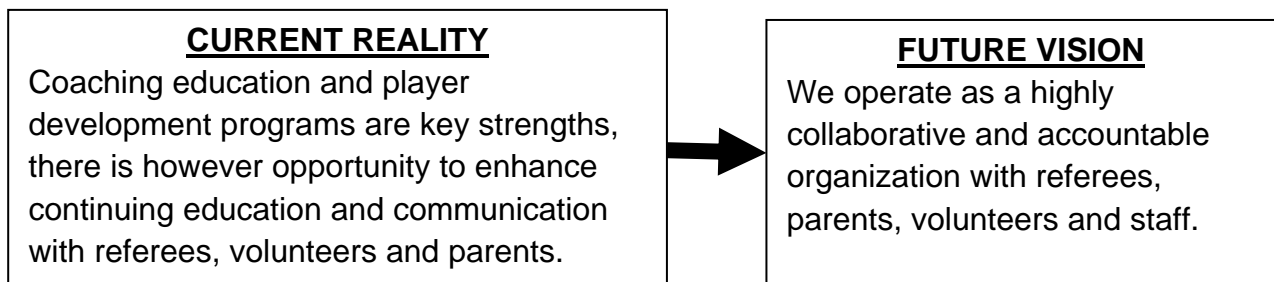 CURRENT REALITY
Coaching education and player
development programs are key strengths,
there is however opportunity to enhance
continuing education and communication
with referees, volunteers and parents.
FUTURE VISION
We operate as a highly
collaborative and accountable
organization with referees,
parents, volunteers and staff.